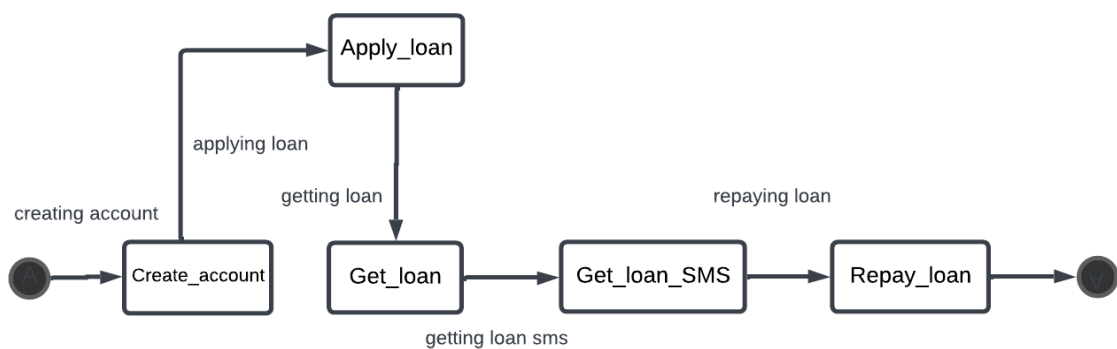 Apply_loan
applying loan
getting loan
repaying loan
creating account
A
Create_account
Get_loan
Get_loan_SMS
Repay_loan
A
getting loan sms